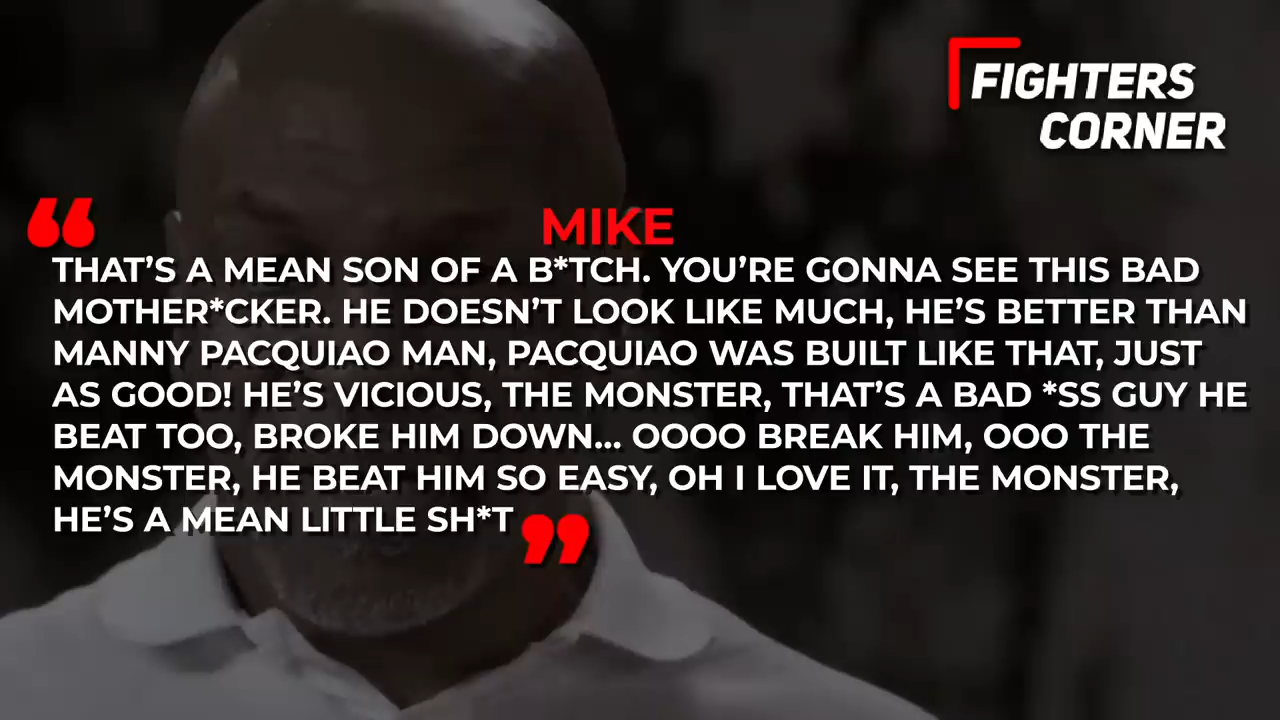 FIGHTERS
CORNER
“
MIKE
THAT’S A MEAN SON OF A B*TCH. YOU’RE GONNA SEE THIS BAD
MOTHER*CKER. HE DOESN’T LOOK LIKE MUCH, HE’S BETTER THAN
MANNY PACQUIAO MAN, PACQUIAO WAS BUILT LIKE THAT, JUST
AS GOOD! HE’S VICIOUS, THE MONSTER, THAT’S A BAD *SS GUY HE
BEAT TOO, BROKE HIM DOWN... OOOO BREAK HIM, OOO THE
MONSTER, HE BEAT HIM SO EASY, OH I LOVE IT, THE MONSTER,
HE’S A MEAN LITTLE SH*T ”